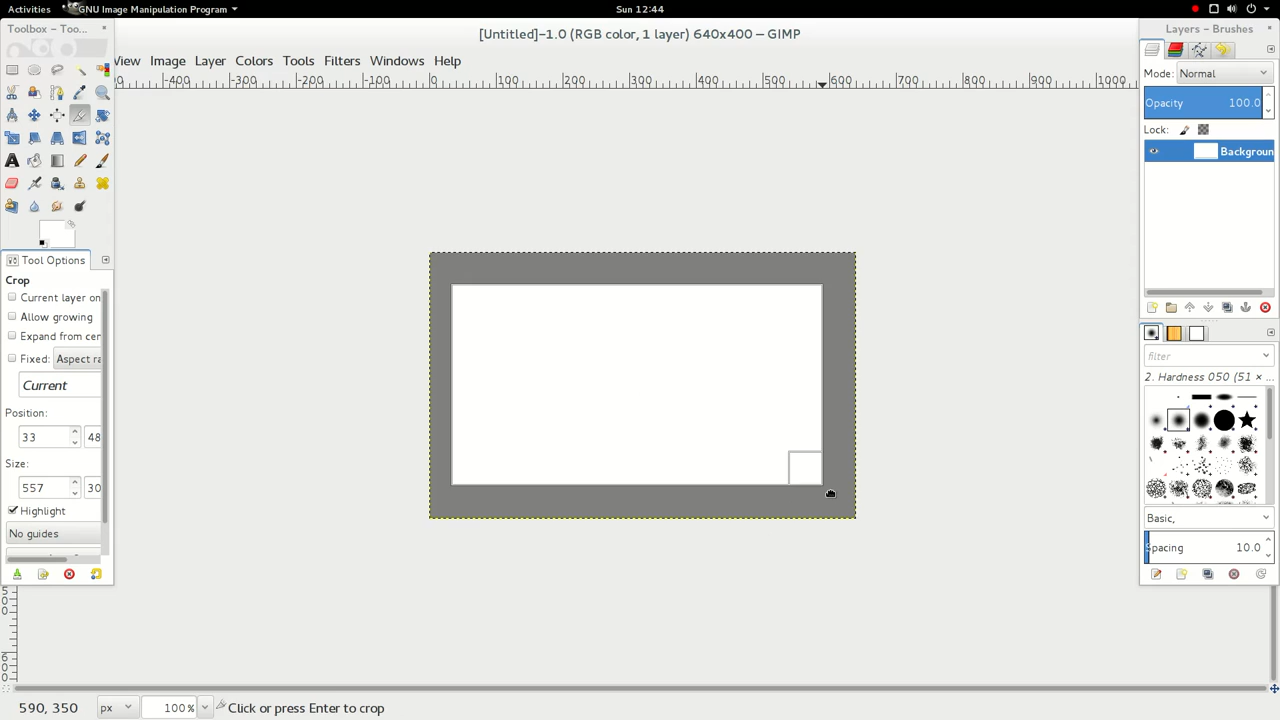 Activities GNU Image Manipulation Program Sun 12:44
Toolbox – Too... [Untitled]-1.0 (RGB color, 1 layer) 640x400 – GIMP Layers – Brushes
Image Layer Colors Tools Filters Windows Help
-400 -300 -200 -100 0 100 200 300 400 500 600 700 800 900 1000
Mode: Normal
Opacity 100.0
Lock:
Backgroun
Tool Options
Crop
Current layer on
Allow growing
Expand from cen
Fixed: Aspect ra
Current
Position:
33 48
Size:
557 30
Highlight
No guides
filter
2. Hardness 050 (51 × ...
Basic,
Spacing 10.0
590, 350 px 100% Click or press Enter to crop